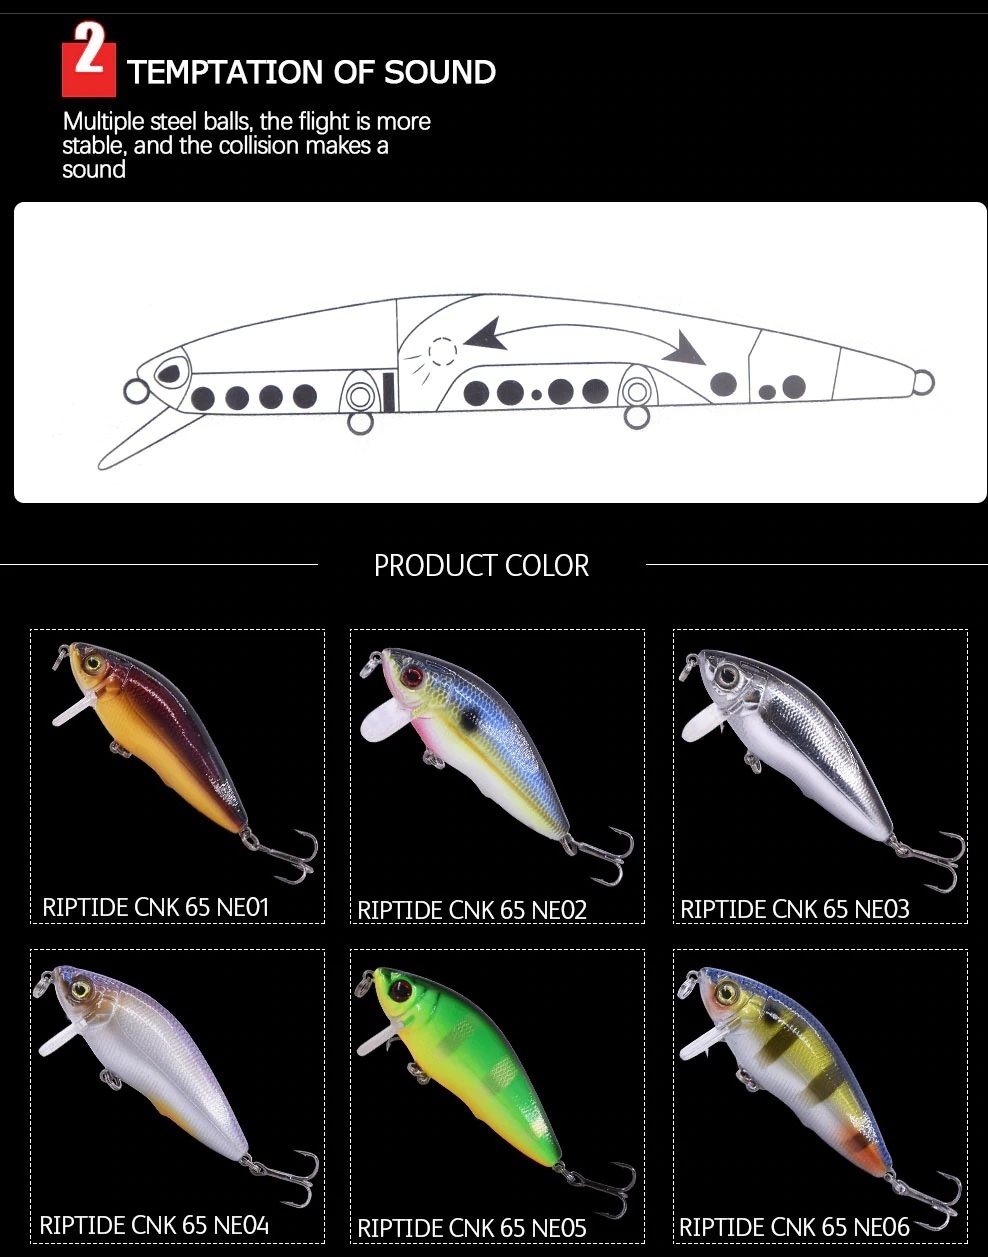 2
TEMPTATION OF SOUND
Multiple steel balls, the flight is more
stable, and the collision makes a
sound
PRODUCT COLOR
RIPTIDE CNK 65 NE01
RIPTIDE CNK 65 NE02
RIPTIDE CNK 65 NE03
RIPTIDE CNK 65 NE04
RIPTIDE CNK 65 NE05
RIPTIDE CNK 65 NE06